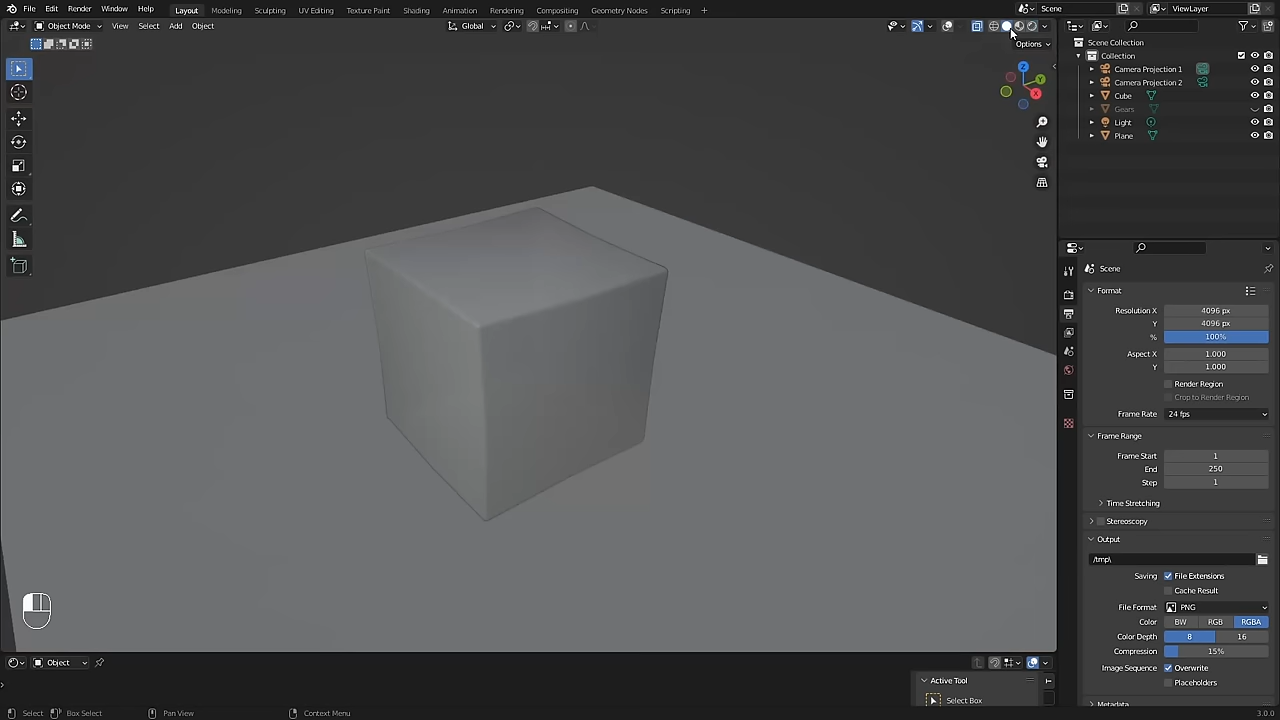 File Edit Render Window Help Layout Modeling Sculpting UV Editing Texture Paint Shading Animation Rendering Compositing Geometry Nodes Scripting + Scene ViewLayer
Object Mode View Select Add Object Global
Options
Z
Y
X
Scene Collection
Collection
Camera Projection 1
Camera Projection 2
Cube
Gears
Light
Plane
Scene
Format
Resolution X 4096 px
Y 4096 px
% 100%
Aspect X 1.000
Y 1.000
Render Region
Crop to Render Region
Frame Rate 24 fps
Frame Range
Frame Start 1
End 250
Step 1
Time Stretching
Stereoscopy
Output
/tmp\
Saving File Extensions
Cache Result
File Format PNG
Color BW RGB RGBA
Color Depth 8 16
Compression 15%
Image Sequence Overwrite
Placeholders
Metadata
Object
Active Tool
Select Box
Select Box Select Pan View Context Menu 3.0.0